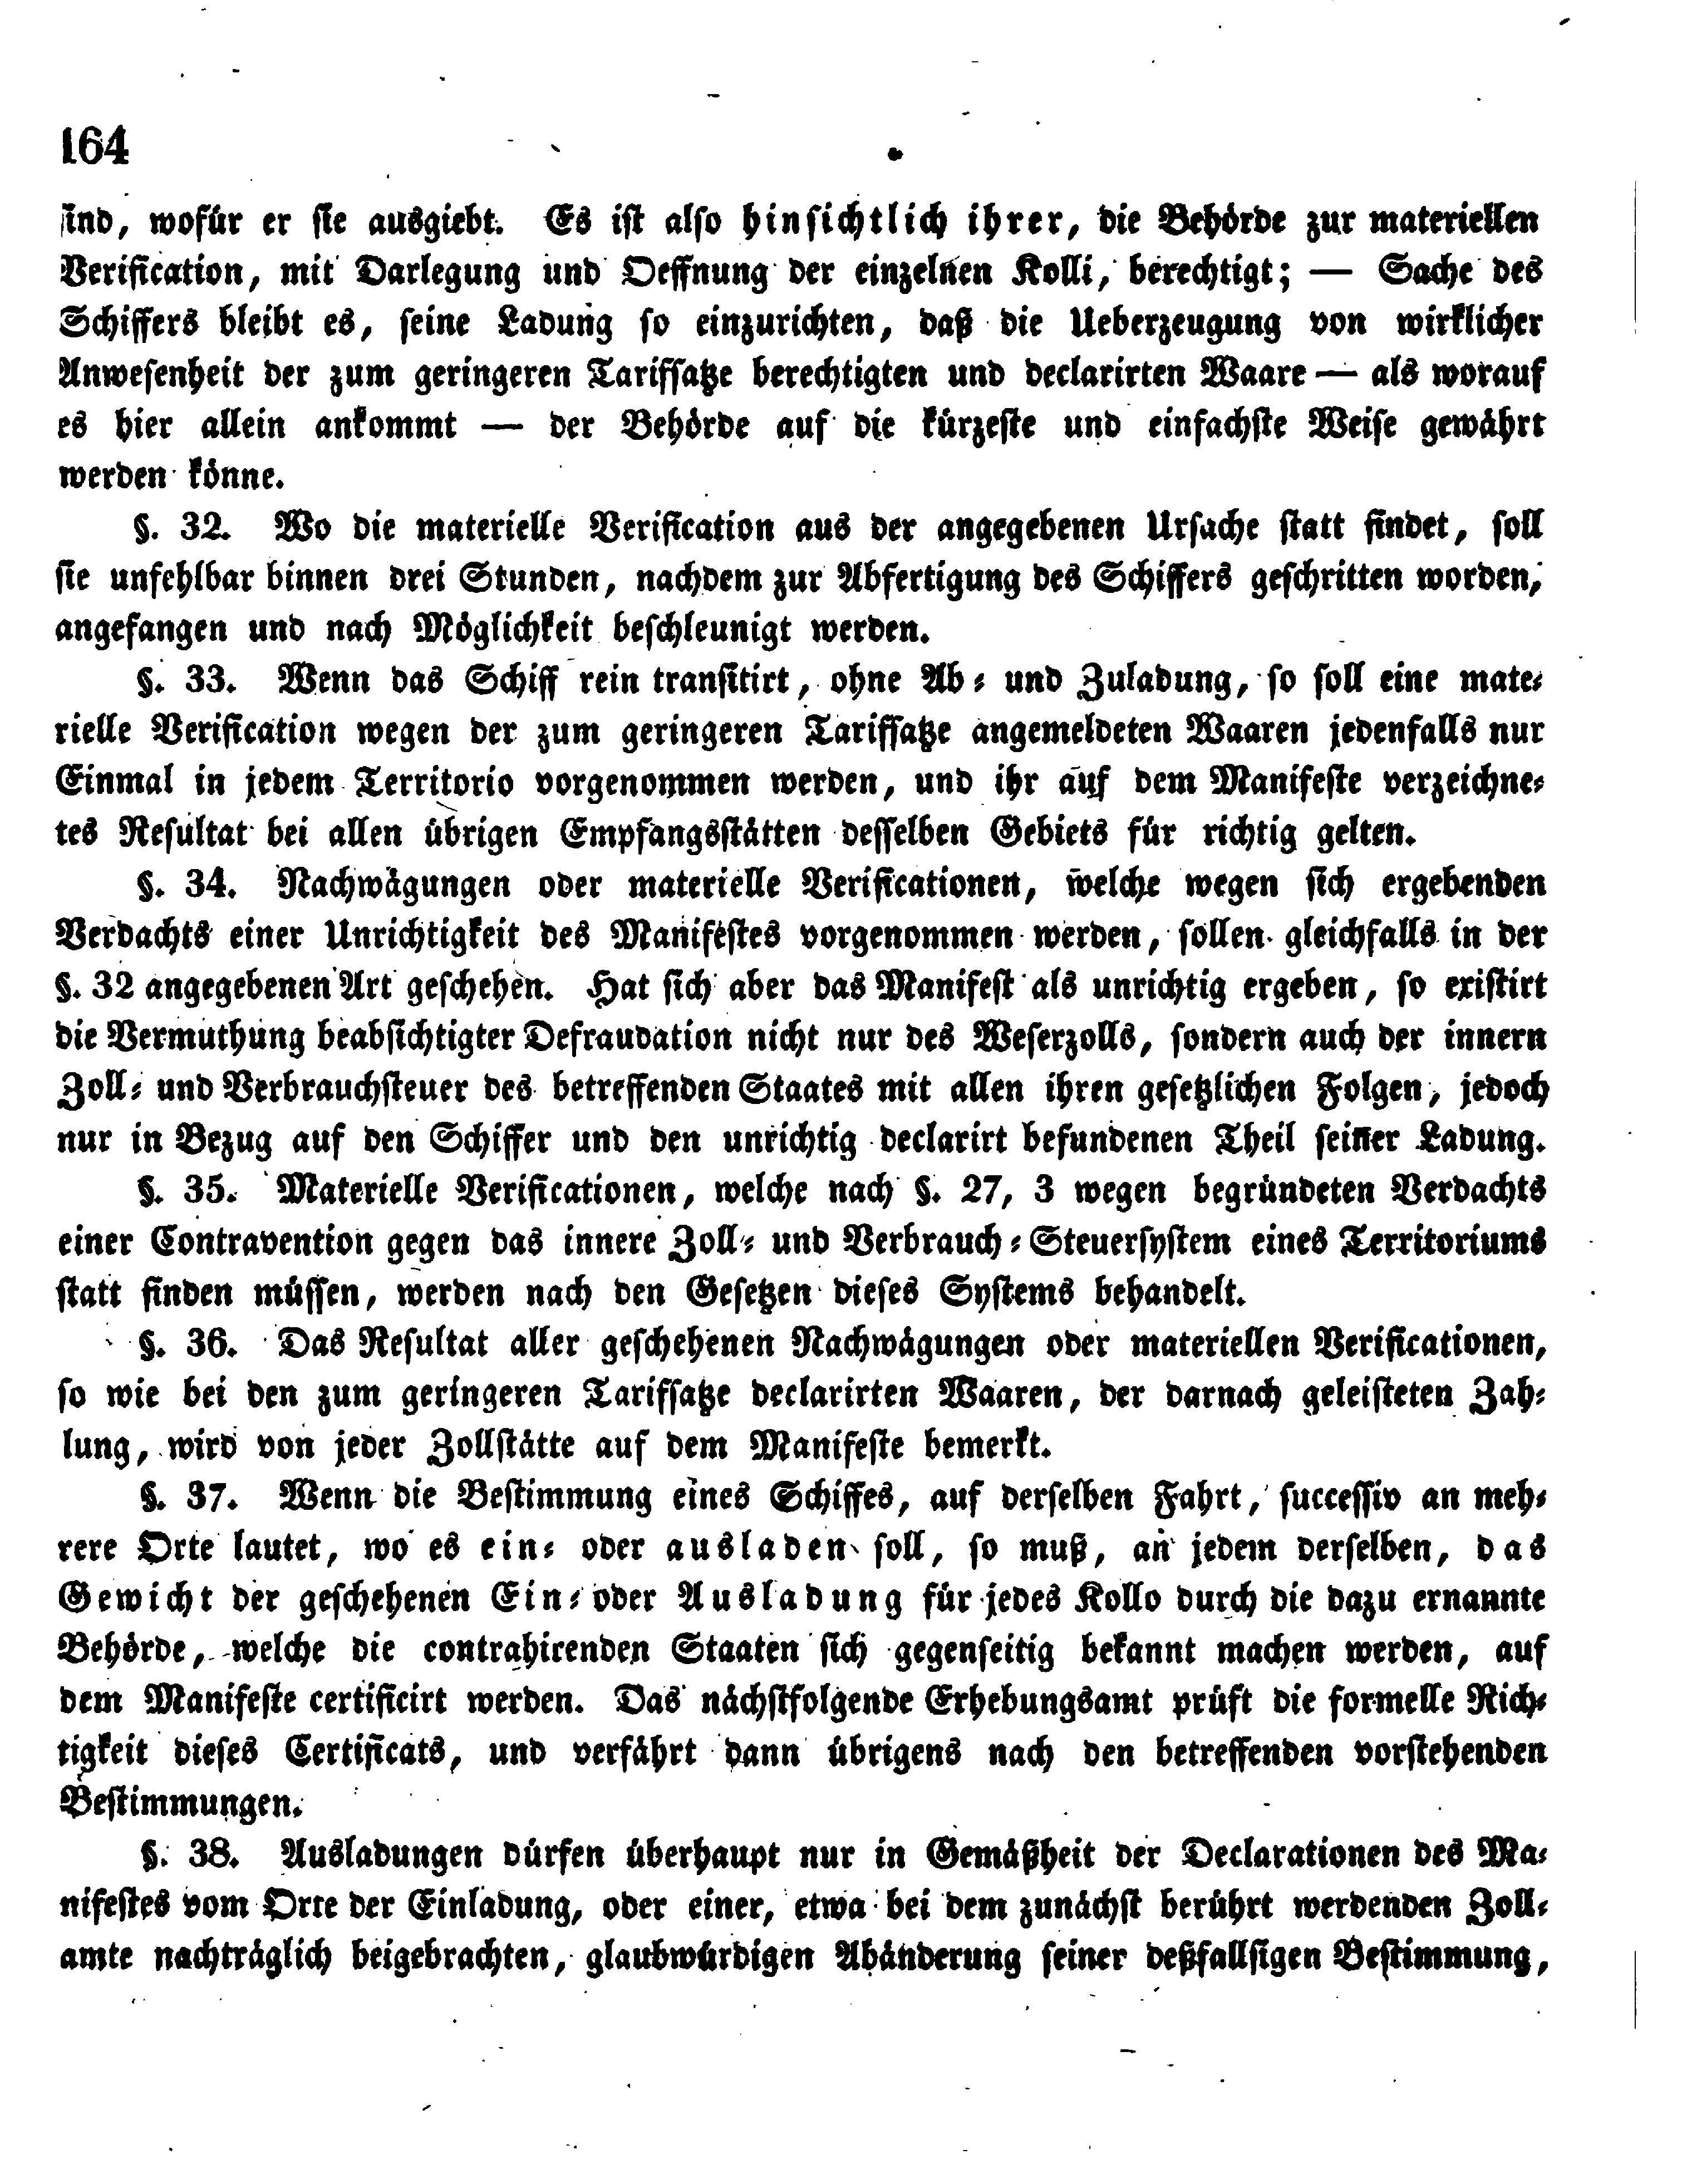 164
sind, wofür er sie ausgiebt. Es ist also hinsichtlich ihrer, die Behörde zur materiellen
Verification, mit Darlegung und Oeffnung der einzelnen Kolli, berechtigt; — Sache des
Schiffers bleibt es, seine Ladung so einzurichten, daß die Ueberzeugung von wirklicher
Anwesenheit der zum geringeren Tariffsatze berechtigten und declarirten Waare — als worauf
es hier allein ankommt — der Behörde auf die kürzeste und einfachste Weise gewährt
werden könne.
§. 32. Wo die materielle Verification aus der angegebenen Ursache statt findet, soll
sie unfehlbar binnen drei Stunden, nachdem zur Abfertigung des Schiffers geschritten worden,
angefangen und nach Möglichkeit beschleunigt werden.
§. 33. Wenn das Schiff rein transitirt, ohne Ab- und Zuladung, so soll eine mate-
rielle Verification wegen der zum geringeren Tariffsatze angemeldeten Waaren jedenfalls nur
Einmal in jedem Territorio vorgenommen werden, und ihr auf dem Manifeste verzeichne-
tes Resultat bei allen übrigen Empfangsstätten desselben Gebiets für richtig gelten.
§. 34. Nachwägungen oder materielle Verificationen, welche wegen sich ergebenden
Verdachts einer Unrichtigkeit des Manifestes vorgenommen werden, sollen gleichfalls in der
§. 32 angegebenen Art geschehen. Hat sich aber das Manifest als unrichtig ergeben, so existirt
die Vermuthung beabsichtigter Defraudation nicht nur des Weserzolls, sondern auch der innern
Zoll- und Verbrauchsteuer des betreffenden Staates mit allen ihren gesetzlichen Folgen, jedoch
nur in Bezug auf den Schiffer und den unrichtig declarirt befundenen Theil seiner Ladung.
§. 35. Materielle Verificationen, welche nach §. 27, 3 wegen begründeten Verdachts
einer Contravention gegen das innere Zoll- und Verbrauch-Steuersystem eines Territoriums
statt finden müssen, werden nach den Gesetzen dieses Systems behandelt.
§. 36. Das Resultat aller geschehenen Nachwägungen oder materiellen Verificationen,
so wie bei den zum geringeren Tariffsatze declarirten Waaren, der darnach geleisteten Zah-
lung, wird von jeder Zollstätte auf dem Manifeste bemerkt.
§. 37. Wenn die Bestimmung eines Schiffes, auf derselben Fahrt, successiv an meh-
rere Orte lautet, wo es ein- oder ausladen soll, so muß, an jedem derselben, das
Gewicht der geschehenen Ein- oder Ausladung für jedes Kollo durch die dazu ernannte
Behörde, welche die contrahirenden Staaten sich gegenseitig bekannt machen werden, auf
dem Manifeste certificirt werden. Das nächstfolgende Erhebungsamt prüft die formelle Rich-
tigkeit dieses Certificats, und verfährt dann übrigens nach den betreffenden vorstehenden
Bestimmungen.
§. 38. Ausladungen dürfen überhaupt nur in Gemäßheit der Declarationen des Ma-
nifestes vom Orte der Einladung, oder einer, etwa bei dem zunächst berührt werdenden Zoll-
amte nachträglich beigebrachten, glaubwürdigen Abänderung seiner deßfallsigen Bestimmung,